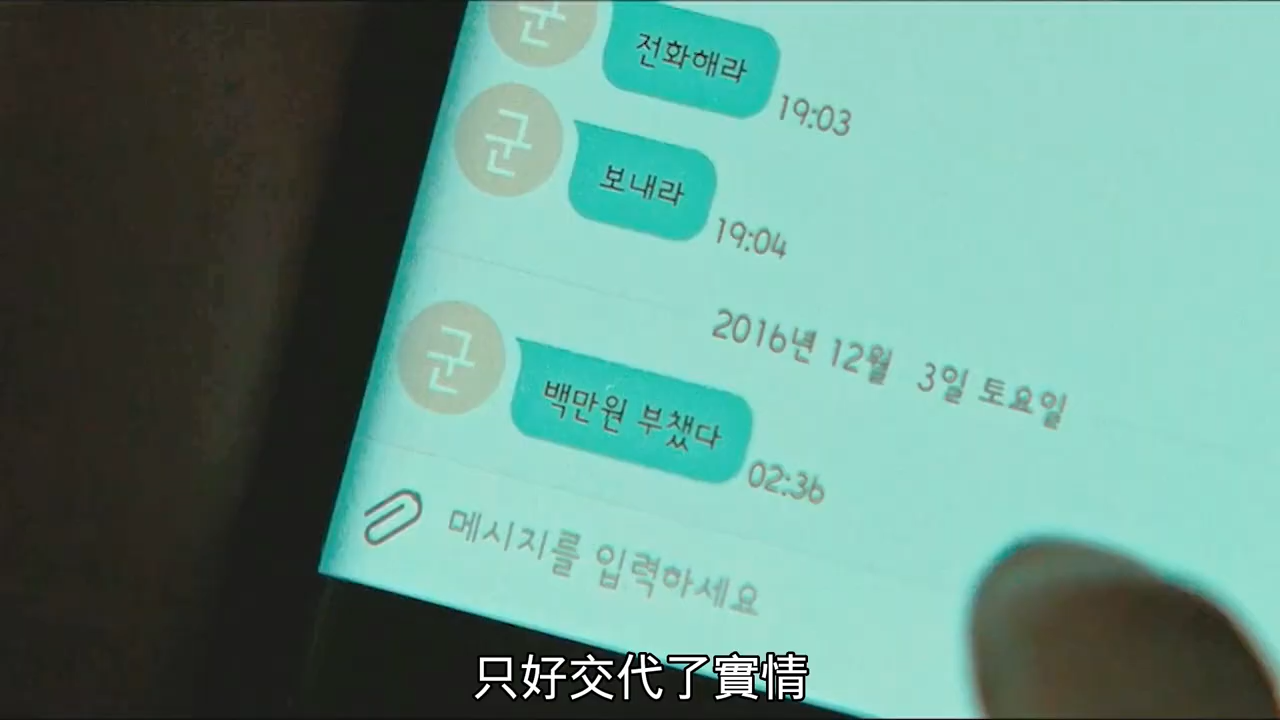 군
전화해라
19:03
군
보내라
19:04
2016년 12월 3일 토요일
군
백만원 부쳤다
02:36
메시지를 입력하세요
只好交代了實情